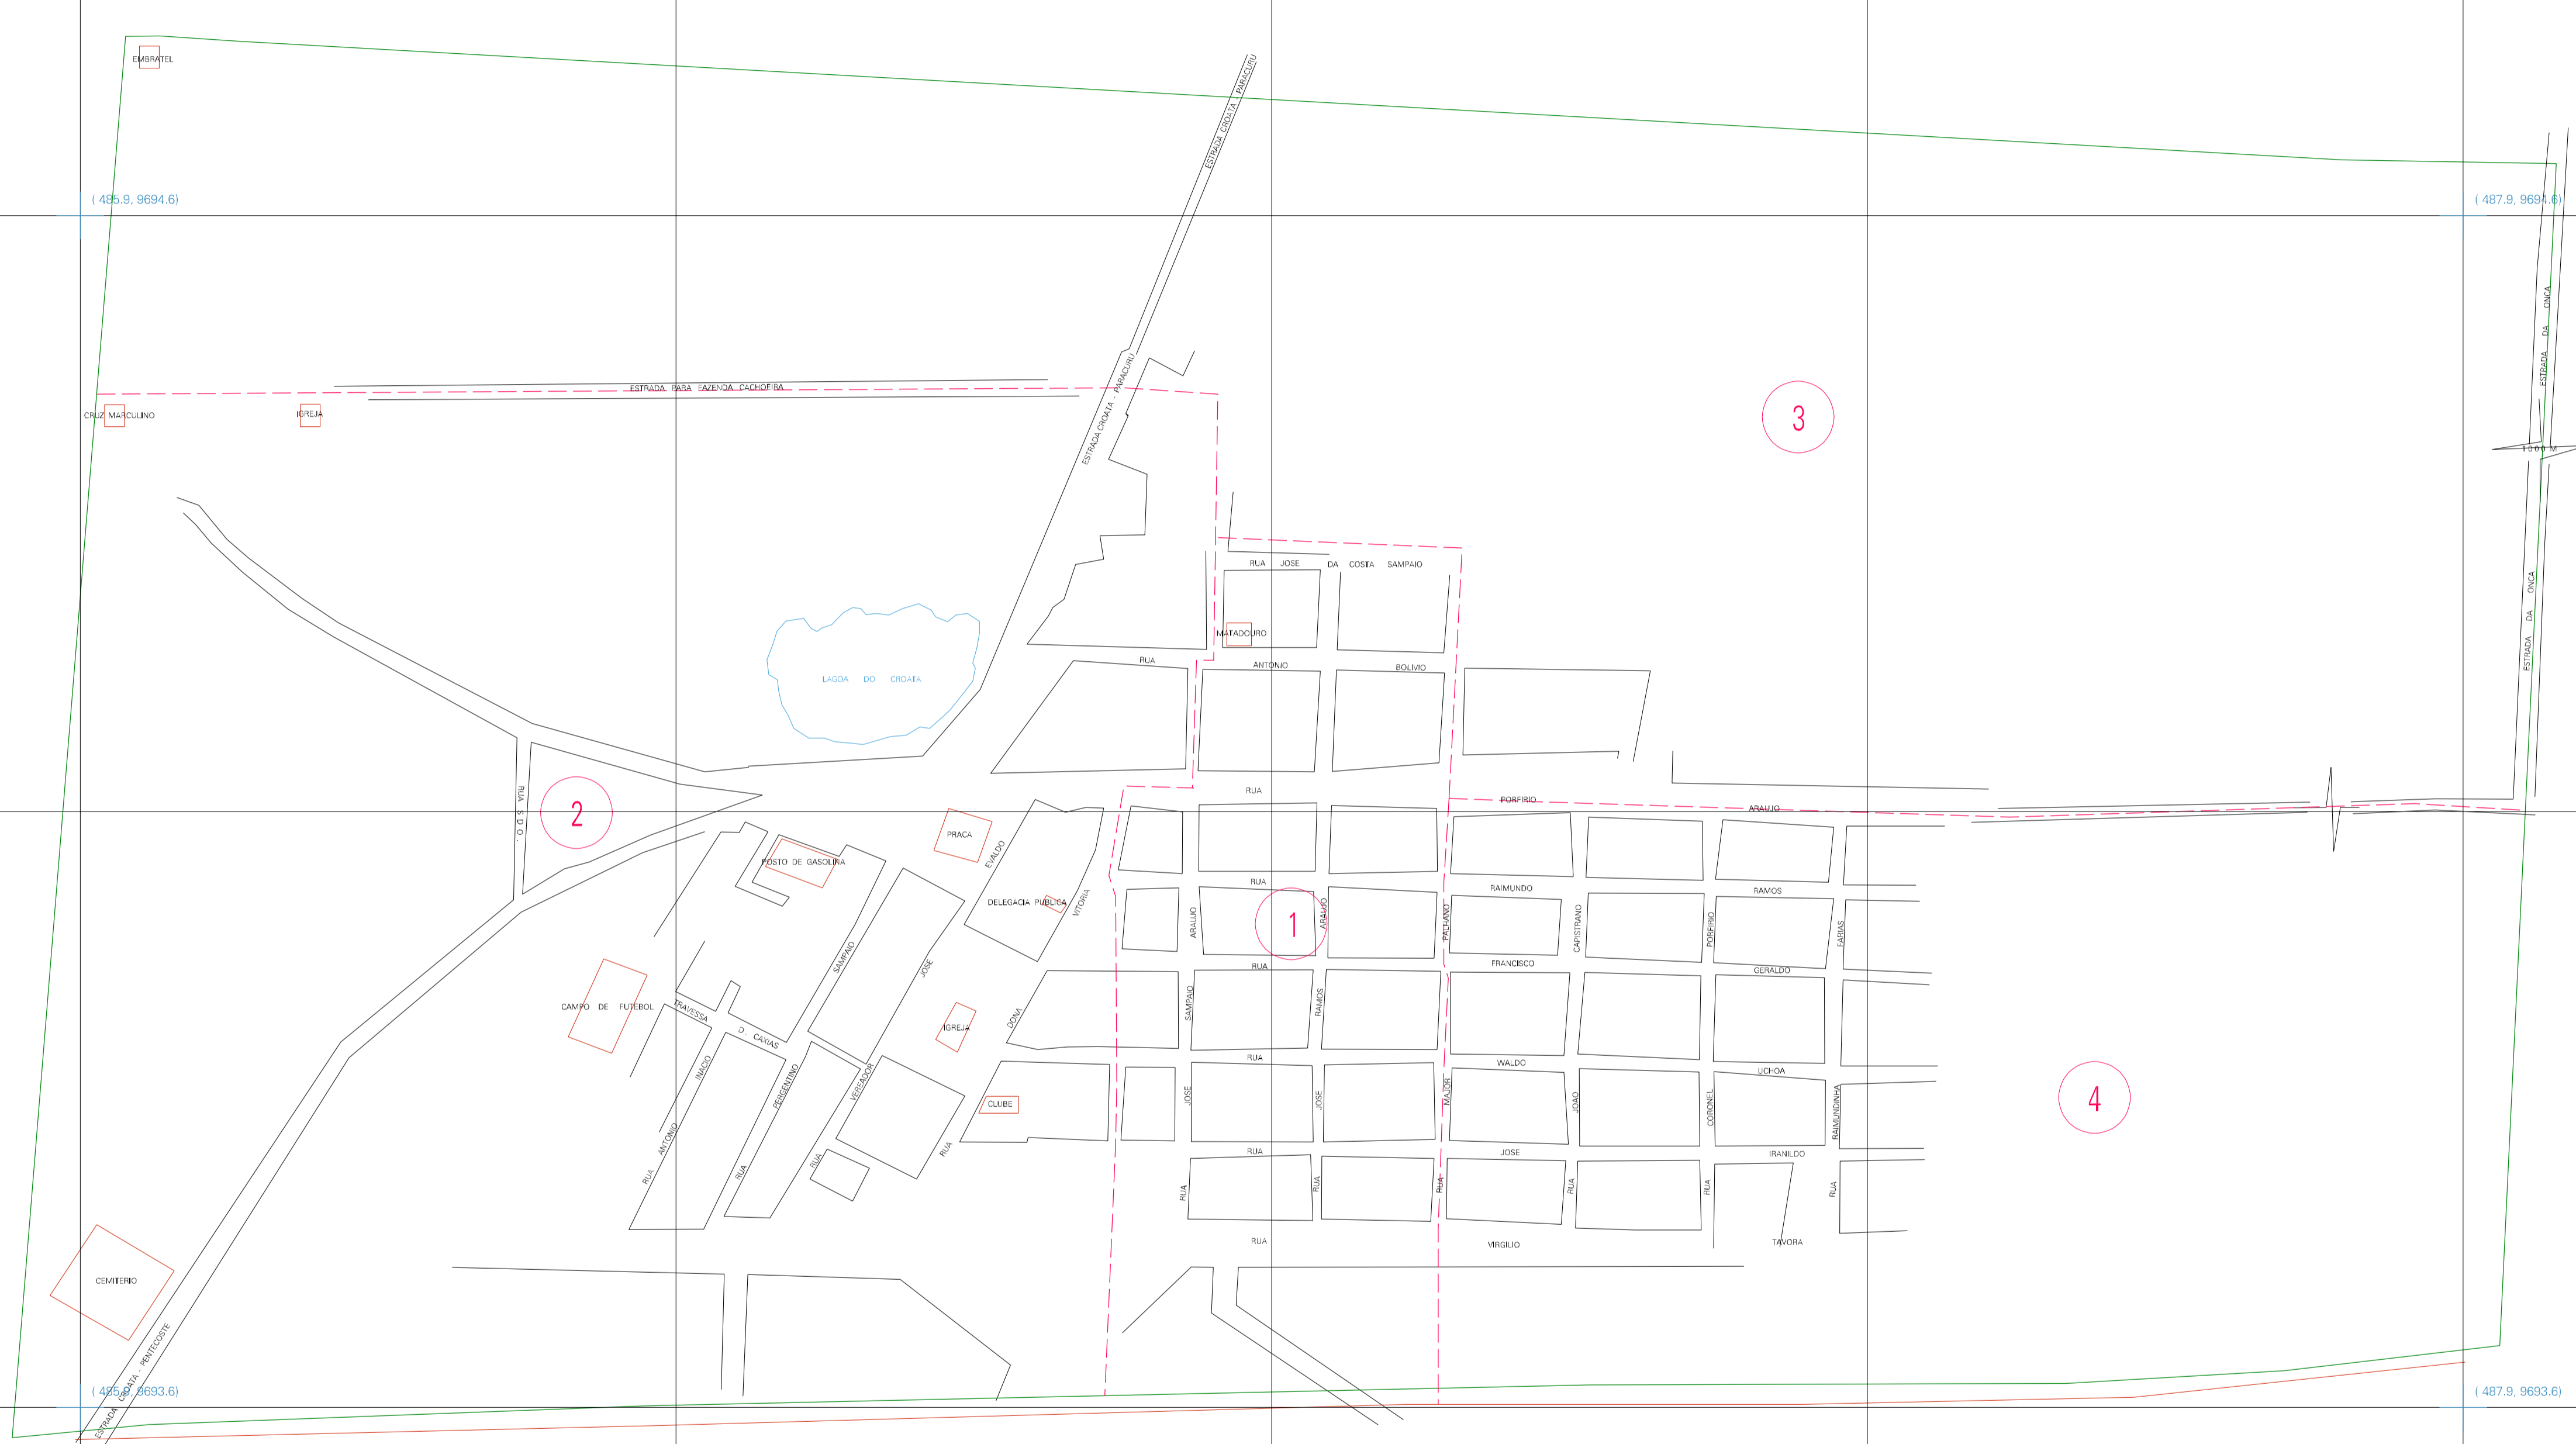 EMBRATEL
ESTRADA CROATA - PARACURU
( 485.9, 9694.6)
( 487.9, 9694.6)
ESTRADA DA ONCA
ESTRADA PARA FAZENDA CACHOEIRA
ESTRADA CROATA - PARACURU
CRUZ MARCULINO
IGREJA
3
1000 M
RUA JOSE DA COSTA SAMPAIO
ESTRADA DA ONCA
MATADOURO
RUA ANTONIO BOLIVIO
LAGOA DO CROATA
RUA PORFIRIO ARAUJO
RUA SDO.
2
PRACA
EVALDO
POSTO DE GASOLINA
RUA RAIMUNDO RAMOS
DELEGACIA PUBLICA
VITORIA
1
ARAUJO
ARAUJO
PALHANO
CAPISTRANO
PORFIRIO
FARIAS
SAMPAIO
JOSE
RUA FRANCISCO GERALDO
CAMPO DE FUTEBOL
TRAVESSA D. CAXIAS
IGREJA
DONA
SAMPAIO
RAMOS
RUA WALDO UCHOA
INACIO
PERGENTINO
VEREADOR
CLUBE
JOSE
JOSE
MAJOR
JOAO
CORONEL
RAIMUNDINHA
4
RUA ANTONIO
RUA
RUA
RUA
RUA JOSE IRANILDO
RUA
RUA
RUA
RUA
RUA
RUA
RUA VIRGILIO TAVORA
CEMITERIO
ESTRADA CROATA - PENTECOSTE
( 485.9, 9693.6)
( 487.9, 9693.6)